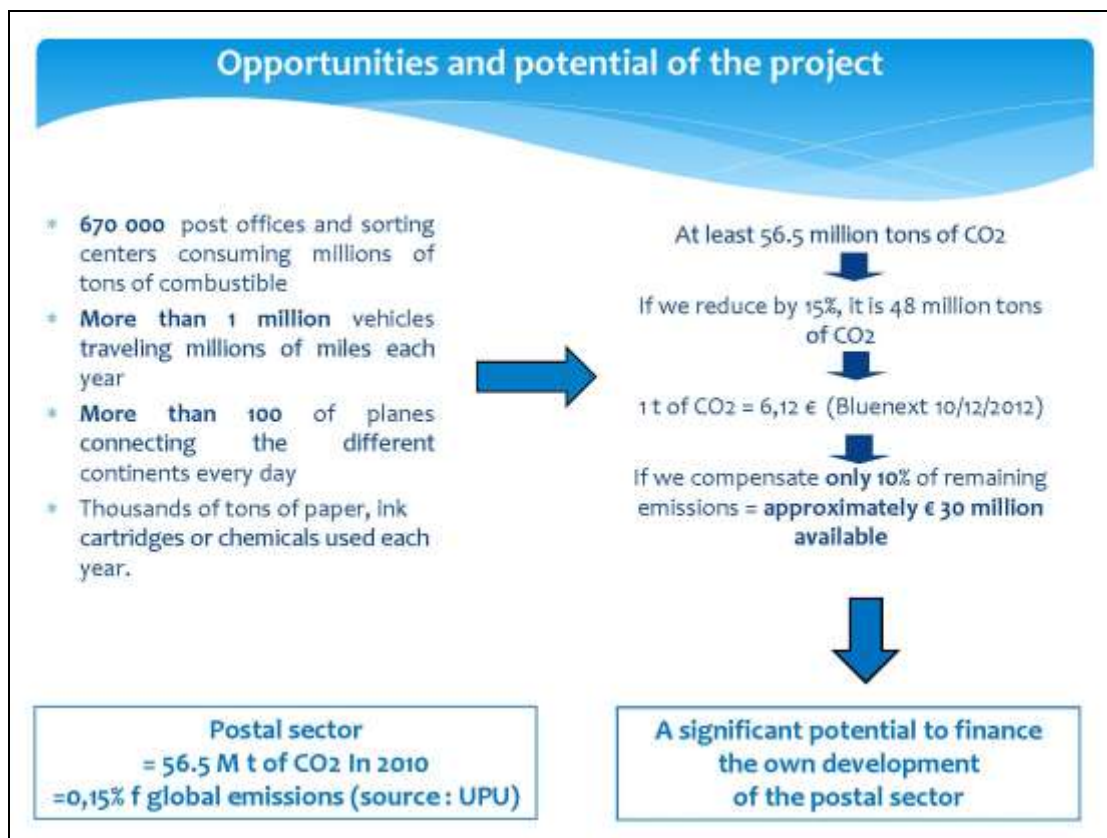 Opportunities and potential of the project
670 000 post offices and sorting
centers consuming millions of
tons of combustible
More than 1 million vehicles
traveling millions of miles each
year
More than 100 of planes
connecting the different
continents every day
Thousands of tons of paper, ink
cartridges or chemicals used each
year.
At least 56.5 million tons of CO2
If we reduce by 15%, it is 48 million tons
of CO2
1 t of CO2 = 6,12 € (Bluenext 10/12/2012)
If we compensate only 10% of remaining
emissions = approximately € 30 million
available
Postal sector
= 56.5 M t of CO2 In 2010
=0,15% f global emissions (source : UPU)
A significant potential to finance
the own development
of the postal sector